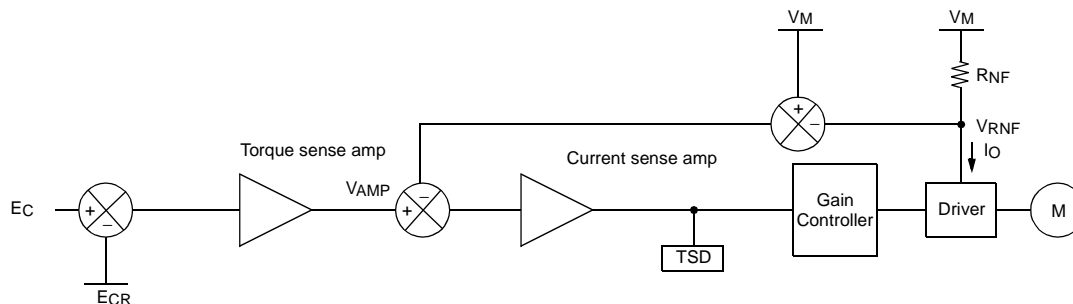 VM
VM
RNF
+
−
VRNF
IO
Torque sense amp
Current sense amp
VAMP
−
EC
+
−
+
Gain
Controller
Driver
M
TSD
ECR